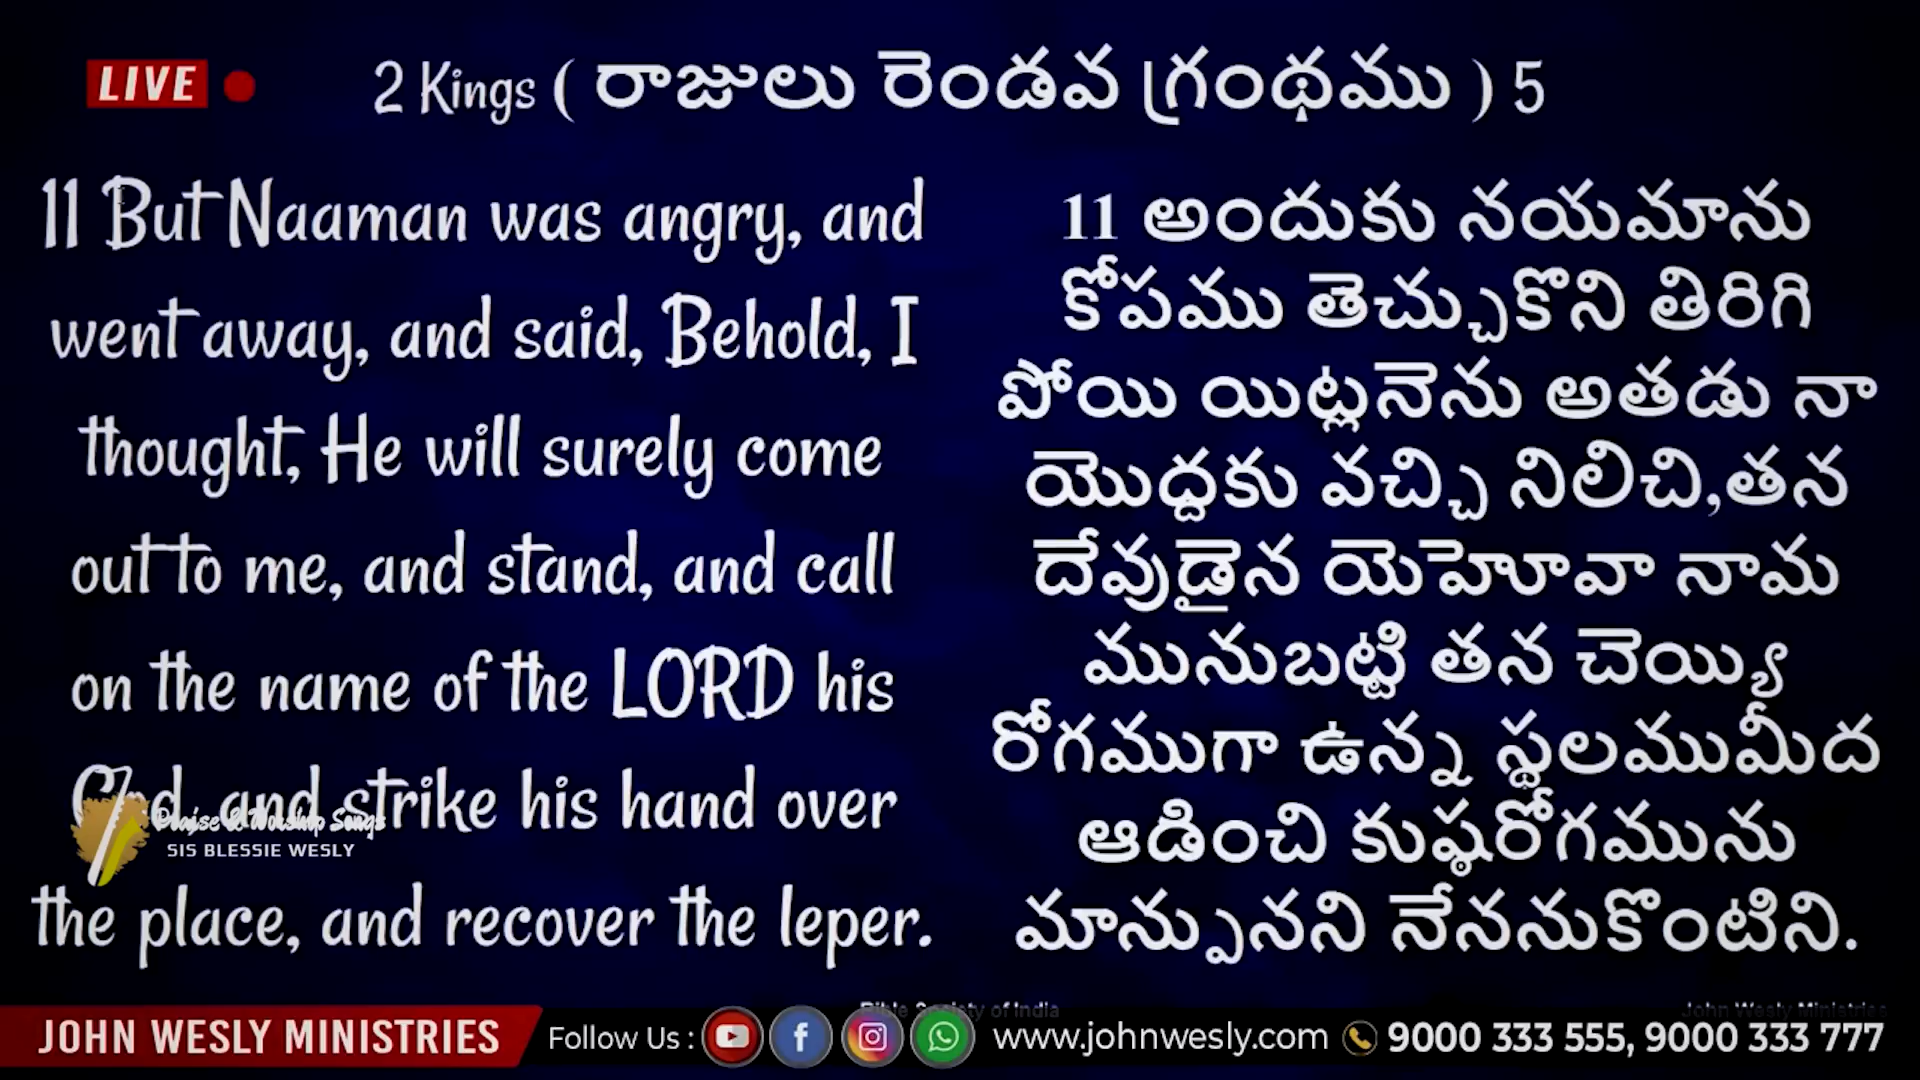 LIVE
2 Kings ( రాజులు రెండవ గ్రంథము ) 5
11 But Naaman was angry, and
went away, and said, Behold, I
thought, He will surely come
out to me, and stand, and call
on the name of the LORD his
God, and strike his hand over
the place, and recover the leper.
11 అందుకు నయమాను
కోపము తెచ్చుకొని తిరిగి
పోయి యిట్లనెను అతడు నా
యొద్దకు వచ్చి నిలిచి,తన
దేవుడైన యెహోవా నామ
మునుబట్టి తన చెయ్యి
రోగముగా ఉన్న స్థలముమీద
ఆడించి కుష్ఠరోగమును
మాన్పునని నేననుకొంటిని.
Praise & Worship Songs
SIS BLESSIE WESLY
Bible Society of India
John Wesly Ministries
JOHN WESLY MINISTRIES
Follow Us :
www.johnwesly.com
9000 333 555, 9000 333 777